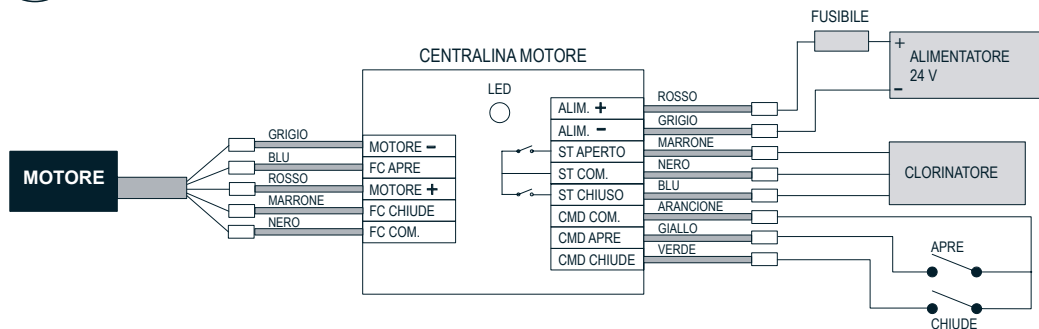 FUSIBILE
+
ALIMENTATORE
24 V
-
CENTRALINA MOTORE
LED
MOTORE
GRIGIO
BLU
ROSSO
MARRONE
NERO
MOTORE -
FC APRE
MOTORE +
FC CHIUDE
FC COM.
ALIM. +
ALIM. -
ST APERTO
ST COM.
ST CHIUSO
CMD COM.
CMD APRE
CMD CHIUDE
ROSSO
GRIGIO
MARRONE
NERO
BLU
ARANCIONE
GIALLO
VERDE
CLORINATORE
APRE
CHIUDE